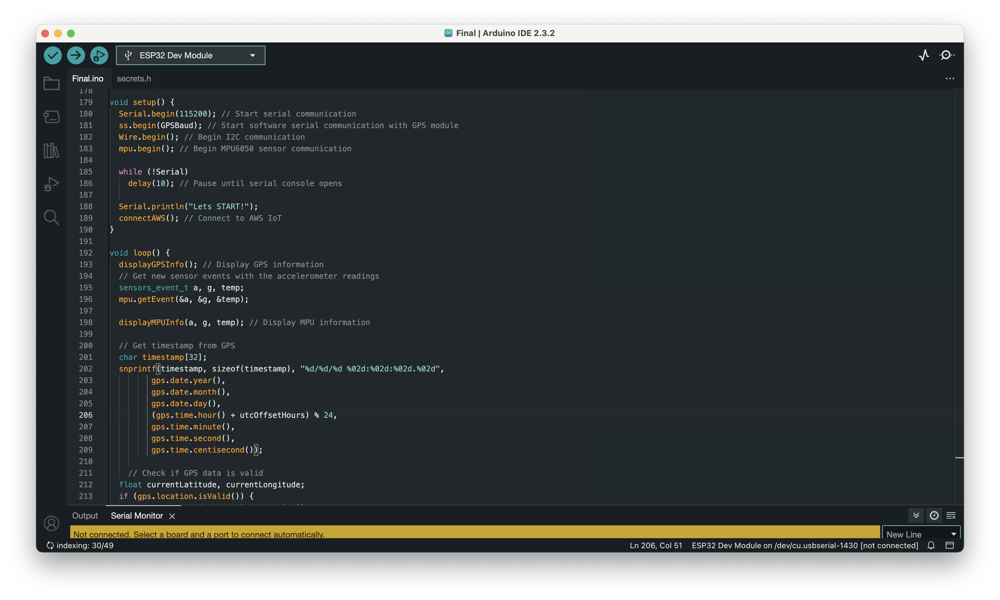 Final | Arduino IDE 2.3.2
ESP32 Dev Module
Final.ino
secrets.h
178
179 void setup() {
180 Serial.begin(115200); // Start serial communication
181 ss.begin(GPSBaud); // Start software serial communication with GPS module
182 Wire.begin(); // Begin I2C communication
183 mpu.begin(); // Begin MPU6050 sensor communication
184
185 while (!Serial)
186 delay(10); // Pause until serial console opens
187
188 Serial.println("Lets START!");
189 connectAWS(); // Connect to AWS IoT
190 }
191
192 void loop() {
193 displayGPSInfo(); // Display GPS information
194 // Get new sensor events with the accelerometer readings
195 sensors_event_t a, g, temp;
196 mpu.getEvent(&a, &g, &temp);
197
198 displayMPUInfo(a, g, temp); // Display MPU information
199
200 // Get timestamp from GPS
201 char timestamp[32];
202 snprintf(timestamp, sizeof(timestamp), "%d/%d/%d %02d:%02d:%02d.%02d",
203 gps.date.year(),
204 gps.date.month(),
205 gps.date.day(),
206 (gps.time.hour() + utcOffsetHours) % 24,
207 gps.time.minute(),
208 gps.time.second(),
209 gps.time.centisecond());
210
211 // Check if GPS data is valid
212 float currentLatitude, currentLongitude;
213 if (gps.location.isValid()) {
Output
Serial Monitor
Not connected. Select a board and a port to connect automatically.
New Line
indexing: 30/49
Ln 206, Col 51
ESP32 Dev Module on /dev/cu.usbserial-1430 [not connected]